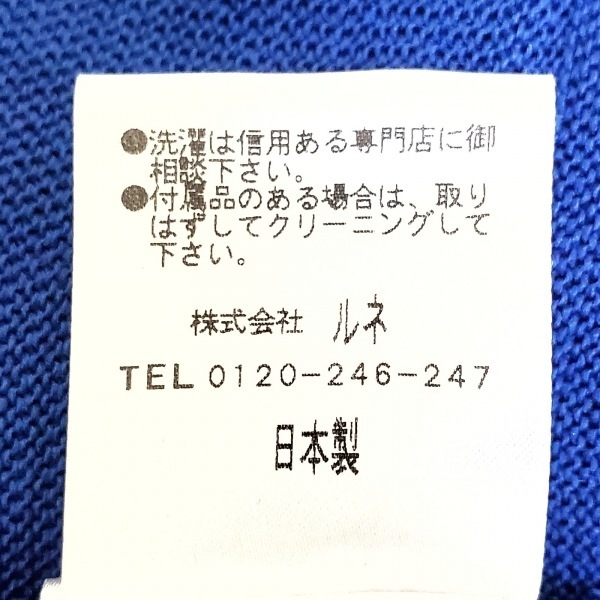 ●洗濯は信用ある専門店に御
相談下さい。
●付属品のある場合は、取り
はずしてクリーニングして
下さい。
株式会社 ルネ
TEL 0120-246-247
日本製